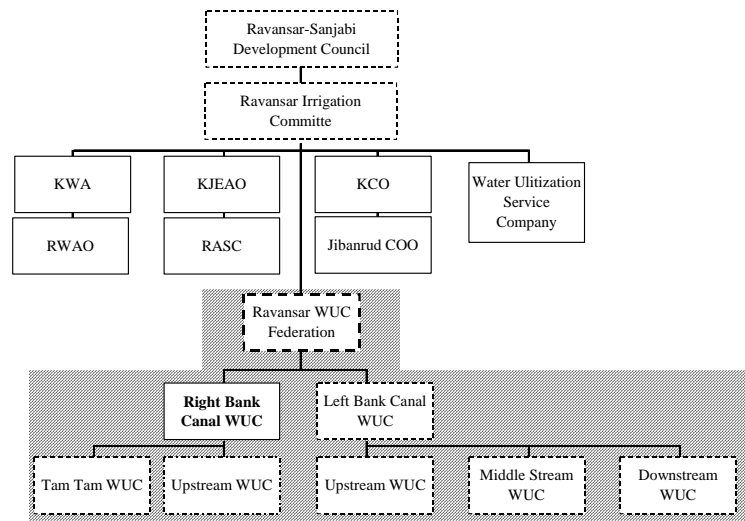 Ravansar-Sanjabi
Development Council
Ravansar Irrigation
Committe
KWA
KJEAO
KCO
Water Ulitization
Service
Company
RWAO
RASC
Jibanrud COO
Ravansar WUC
Federation
Right Bank
Canal WUC
Left Bank Canal
WUC
Tam Tam WUC
Upstream WUC
Upstream WUC
Middle Stream
WUC
Downstream
WUC